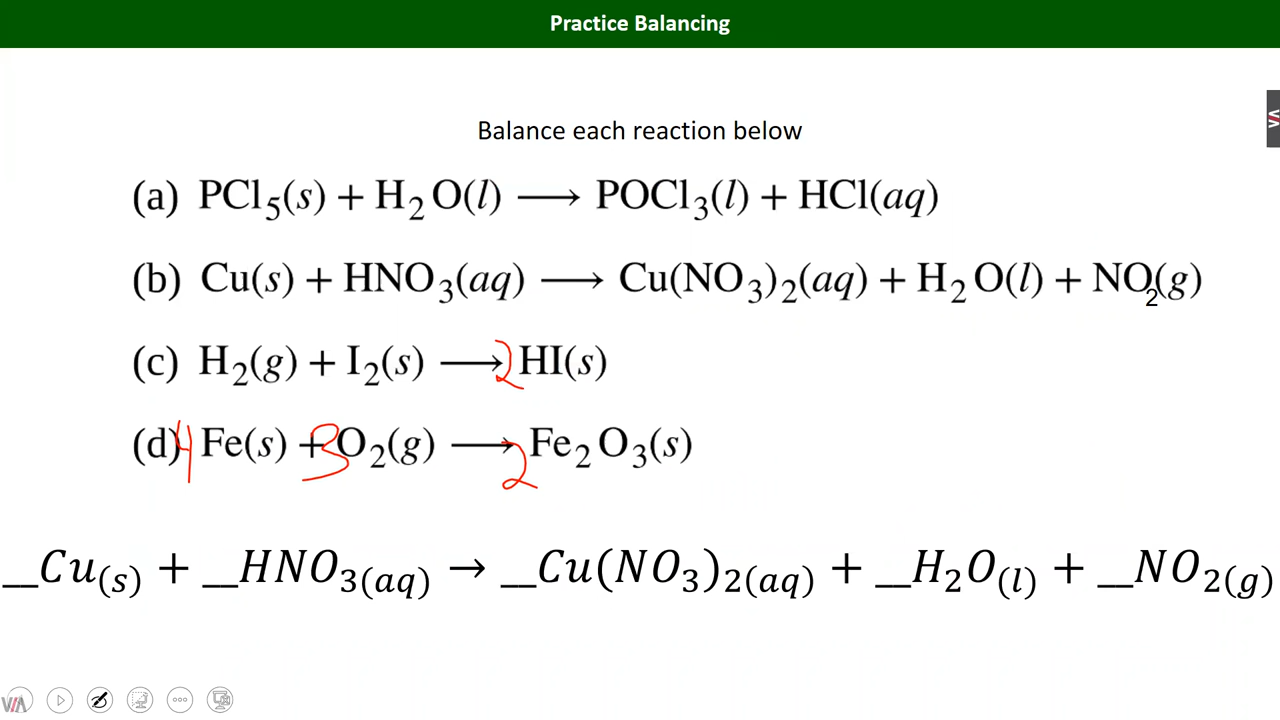 Practice Balancing
Balance each reaction below
(a) PCl₅(s) + H₂O(l) ⟶ POCl₃(l) + HCl(aq)
(b) Cu(s) + HNO₃(aq) ⟶ Cu(NO₃)₂(aq) + H₂O(l) + NO₂(g)
(c) H₂(g) + I₂(s) ⟶ 2 HI(s)
(d) 4 Fe(s) + 3 O₂(g) ⟶ 2 Fe₂O₃(s)
__Cu₍s₎ + __HNO₃₍aq₎ → __Cu(NO₃)₂₍aq₎ + __H₂O₍l₎ + __NO₂₍g₎
VIA